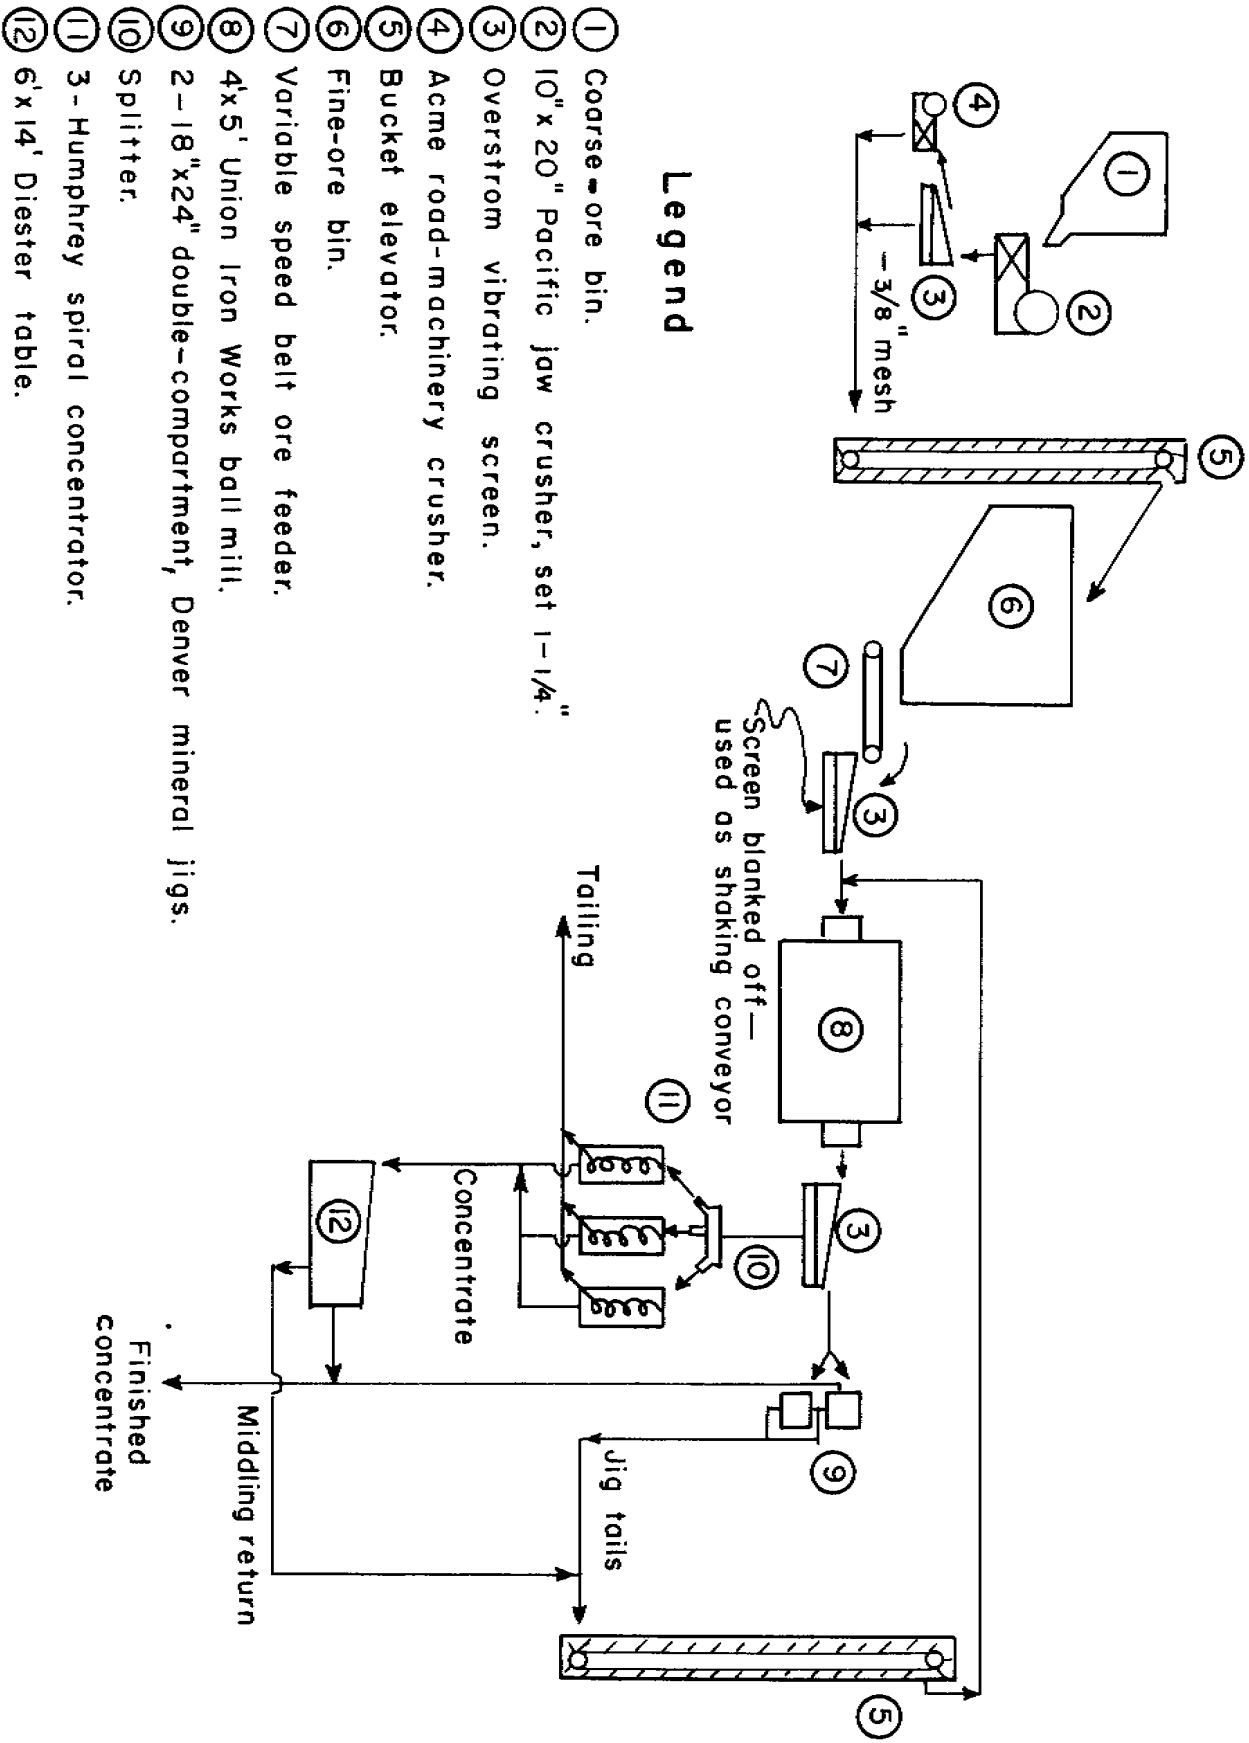 5
1
2
4
3
-3/8" mesh
6
7
3
Screen blanked off—
used as shaking conveyor
8
3
10
11
9
Jig tails
5
Tailing
Concentrate
12
Middling return
Finished
concentrate
Legend
1 Coarse-ore bin.
2 10"x 20" Pacific jaw crusher, set 1-1/4".
3 Overstrom vibrating screen.
4 Acme road-machinery crusher.
5 Bucket elevator.
6 Fine-ore bin.
7 Variable speed belt ore feeder.
8 4'x5' Union Iron Works ball mill.
9 2-18"x24" double-compartment, Denver mineral jigs.
10 Splitter.
11 3-Humphrey spiral concentrator.
12 6'x14' Diester table.